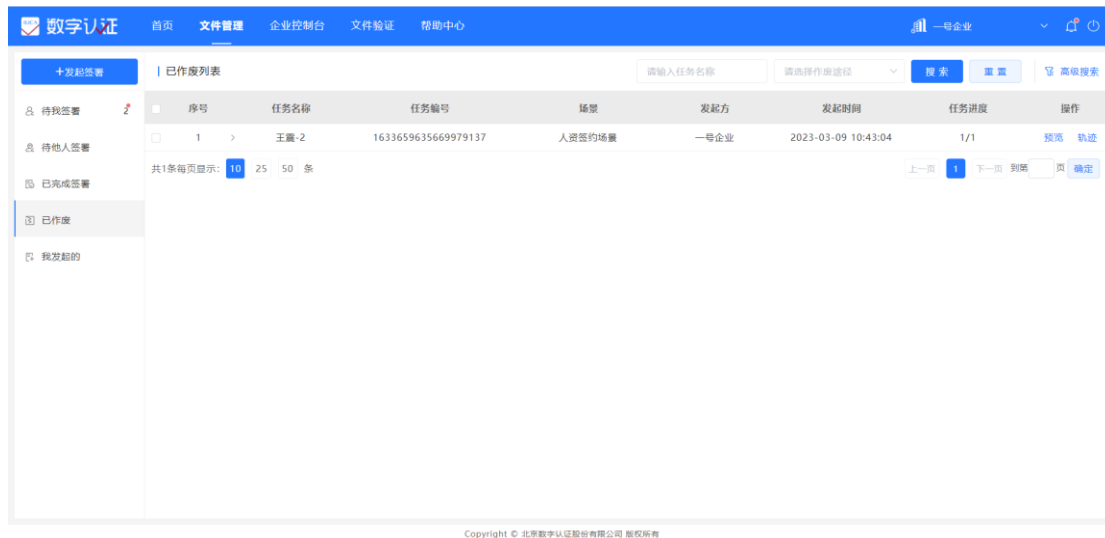 数字认证 首页 文件管理 企业控制台 文件验证 帮助中心 一号企业
+发起签署
待我签署 2
待他人签署
已完成签署
已作废
我发起的
已作废列表 请输入任务名称 请选择作废途径 搜索 重置 高级搜索
序号 任务名称 任务编号 场景 发起方 发起时间 任务进度 操作
1 > 王震-2 1633659635669979137 人资签约场景 一号企业 2023-03-09 10:43:04 1/1 预览 轨迹
共1条每页显示: 10 25 50 条 上一页 1 下一页 到第 页 确定
Copyright © 北京数字认证股份有限公司 版权所有